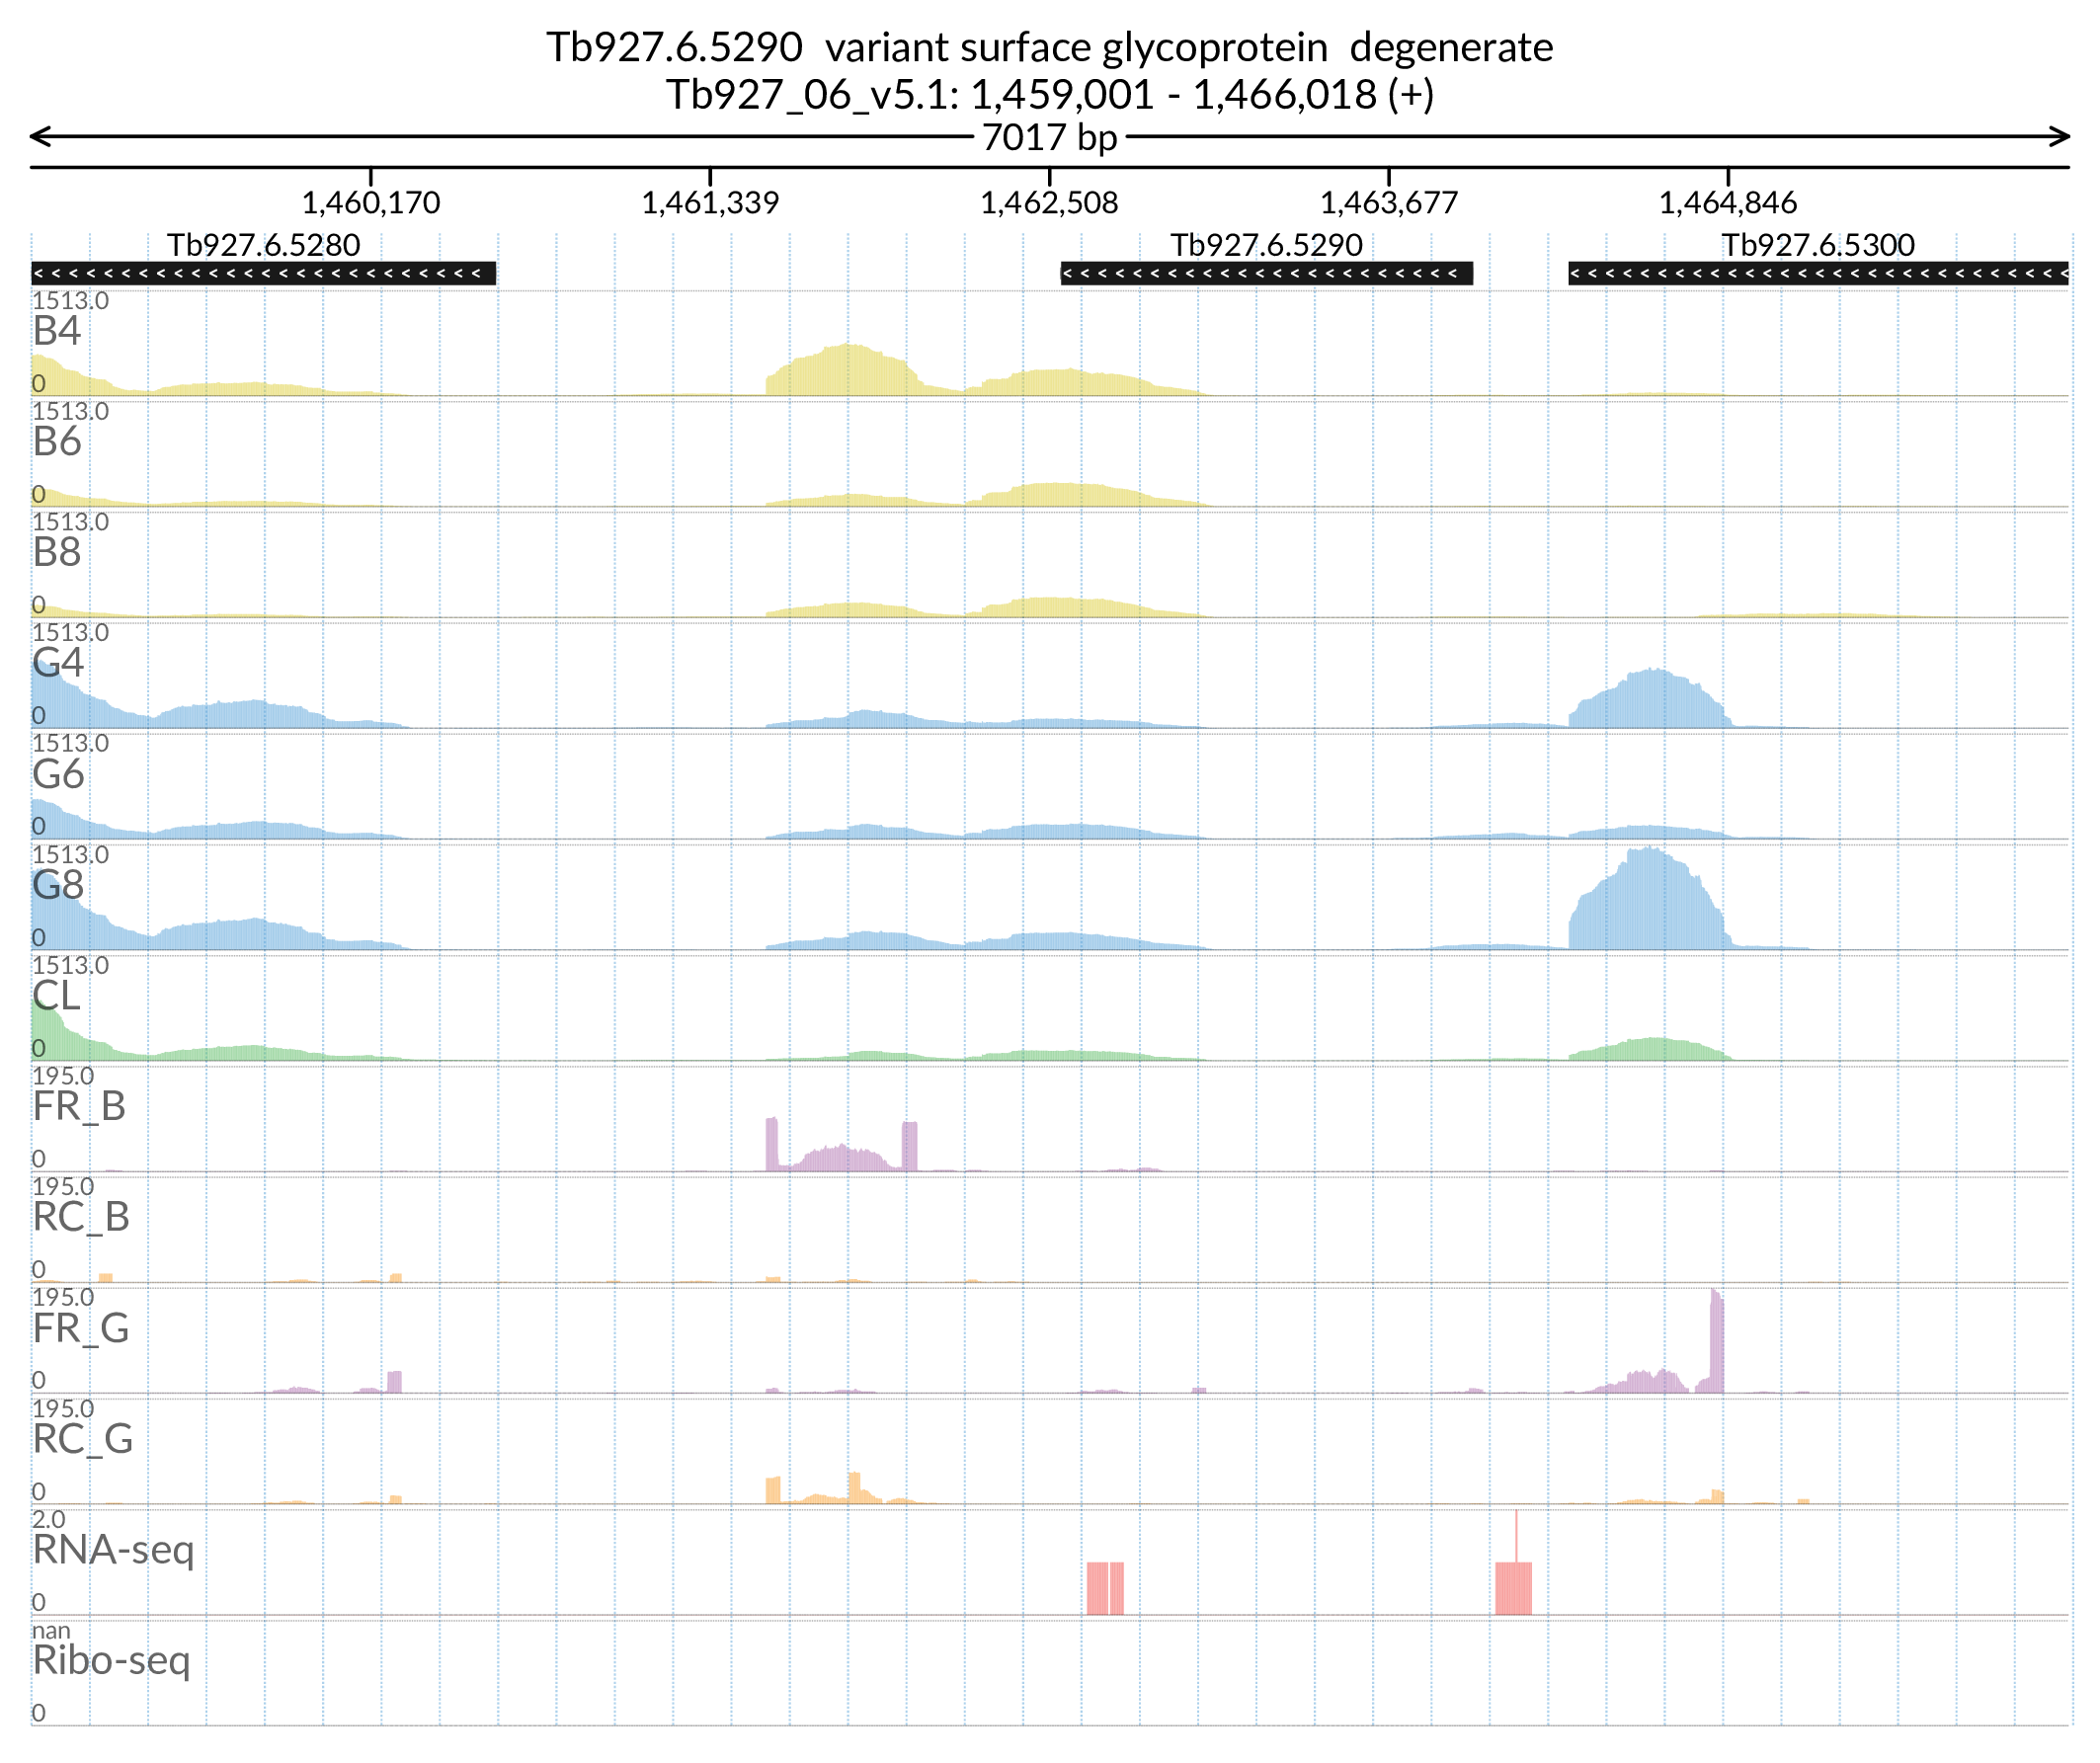 Tb927.6.5290  variant surface glycoprotein  degenerate
Tb927_06_v5.1: 1,459,001 - 1,466,018 (+)
7017 bp
1,460,170 1,461,339 1,462,508 1,463,677 1,464,846
Tb927.6.5280 Tb927.6.5290 Tb927.6.5300
1513.0
B4
0
1513.0
B6
0
1513.0
B8
0
1513.0
G4
0
1513.0
G6
0
1513.0
G8
0
1513.0
CL
0
195.0
FR_B
0
195.0
RC_B
0
195.0
FR_G
0
195.0
RC_G
0
2.0
RNA-seq
0
nan
Ribo-seq
0